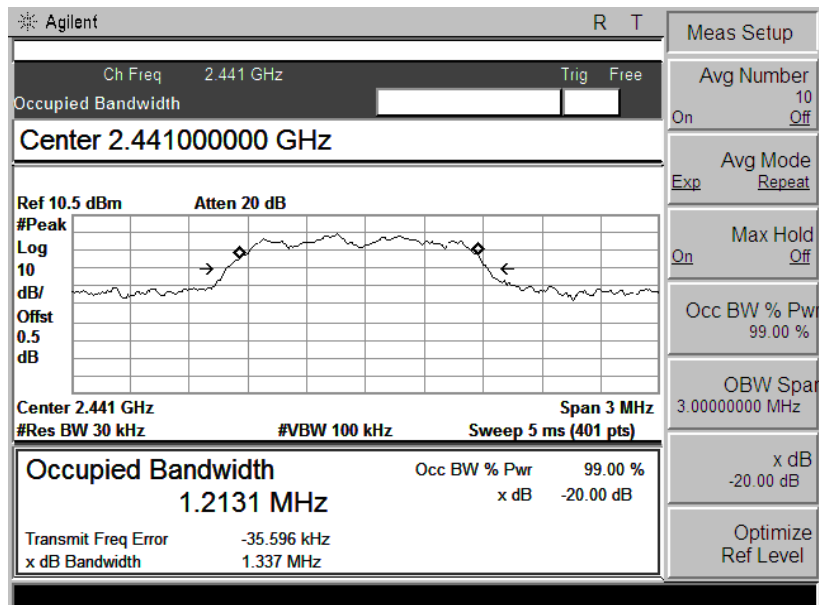 Agilent R T
Ch Freq 2.441 GHz Trig Free
Occupied Bandwidth
Center 2.441000000 GHz
Ref 10.5 dBm Atten 20 dB
#Peak
Log
10
dB/
Offst
0.5
dB
Center 2.441 GHz Span 3 MHz
#Res BW 30 kHz #VBW 100 kHz Sweep 5 ms (401 pts)
Occupied Bandwidth Occ BW % Pwr 99.00 %
1.2131 MHz x dB -20.00 dB
Transmit Freq Error -35.596 kHz
x dB Bandwidth 1.337 MHz
Meas Setup
Avg Number
10
On Off
Avg Mode
Exp Repeat
Max Hold
On Off
Occ BW % Pwr
99.00 %
OBW Span
3.00000000 MHz
x dB
-20.00 dB
Optimize
Ref Level